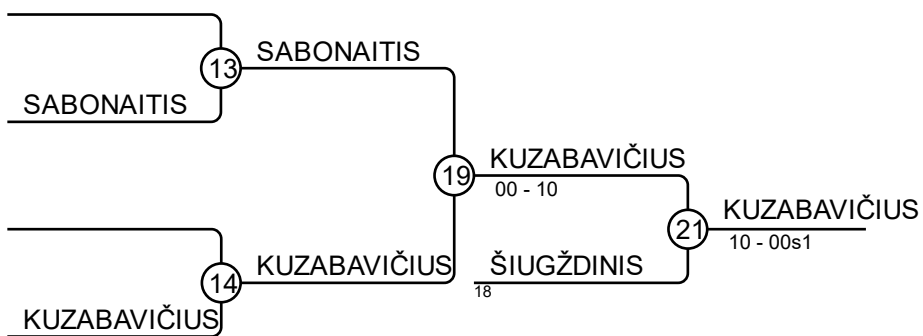 SABONAITIS
13
SABONAITIS
KUZABAVIČIUS
14
KUZABAVIČIUS
19
KUZABAVIČIUS
00 - 10
ŠIUGŽDINIS
18
21
KUZABAVIČIUS
10 - 00s1